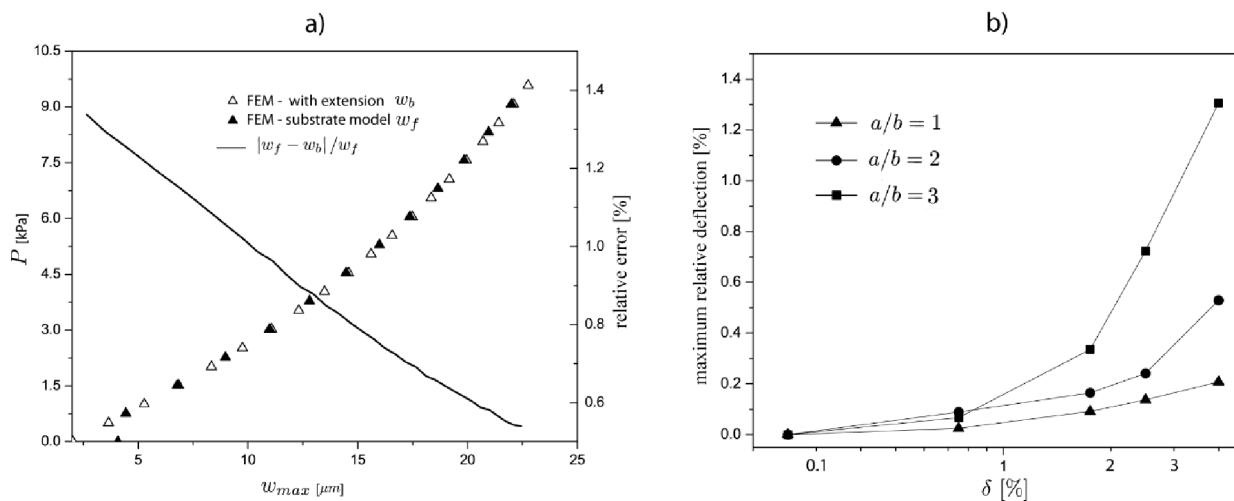 a)
10.5
9.0
7.5
6.0
4.5
3.0
1.5
0.0
P [kPa]
△ FEM - with extension w_b
▲ FEM - substrate model w_f
|w_f − w_b|/w_f
1.4
1.2
1.0
0.8
0.6
relative error [%]
5 10 15 20 25
w_max [μm]
b)
1.4
1.2
1.0
0.8
0.6
0.4
0.2
0.0
maximum relative deflection [%]
a/b = 1
a/b = 2
a/b = 3
0.1 1 2 3
δ [%]